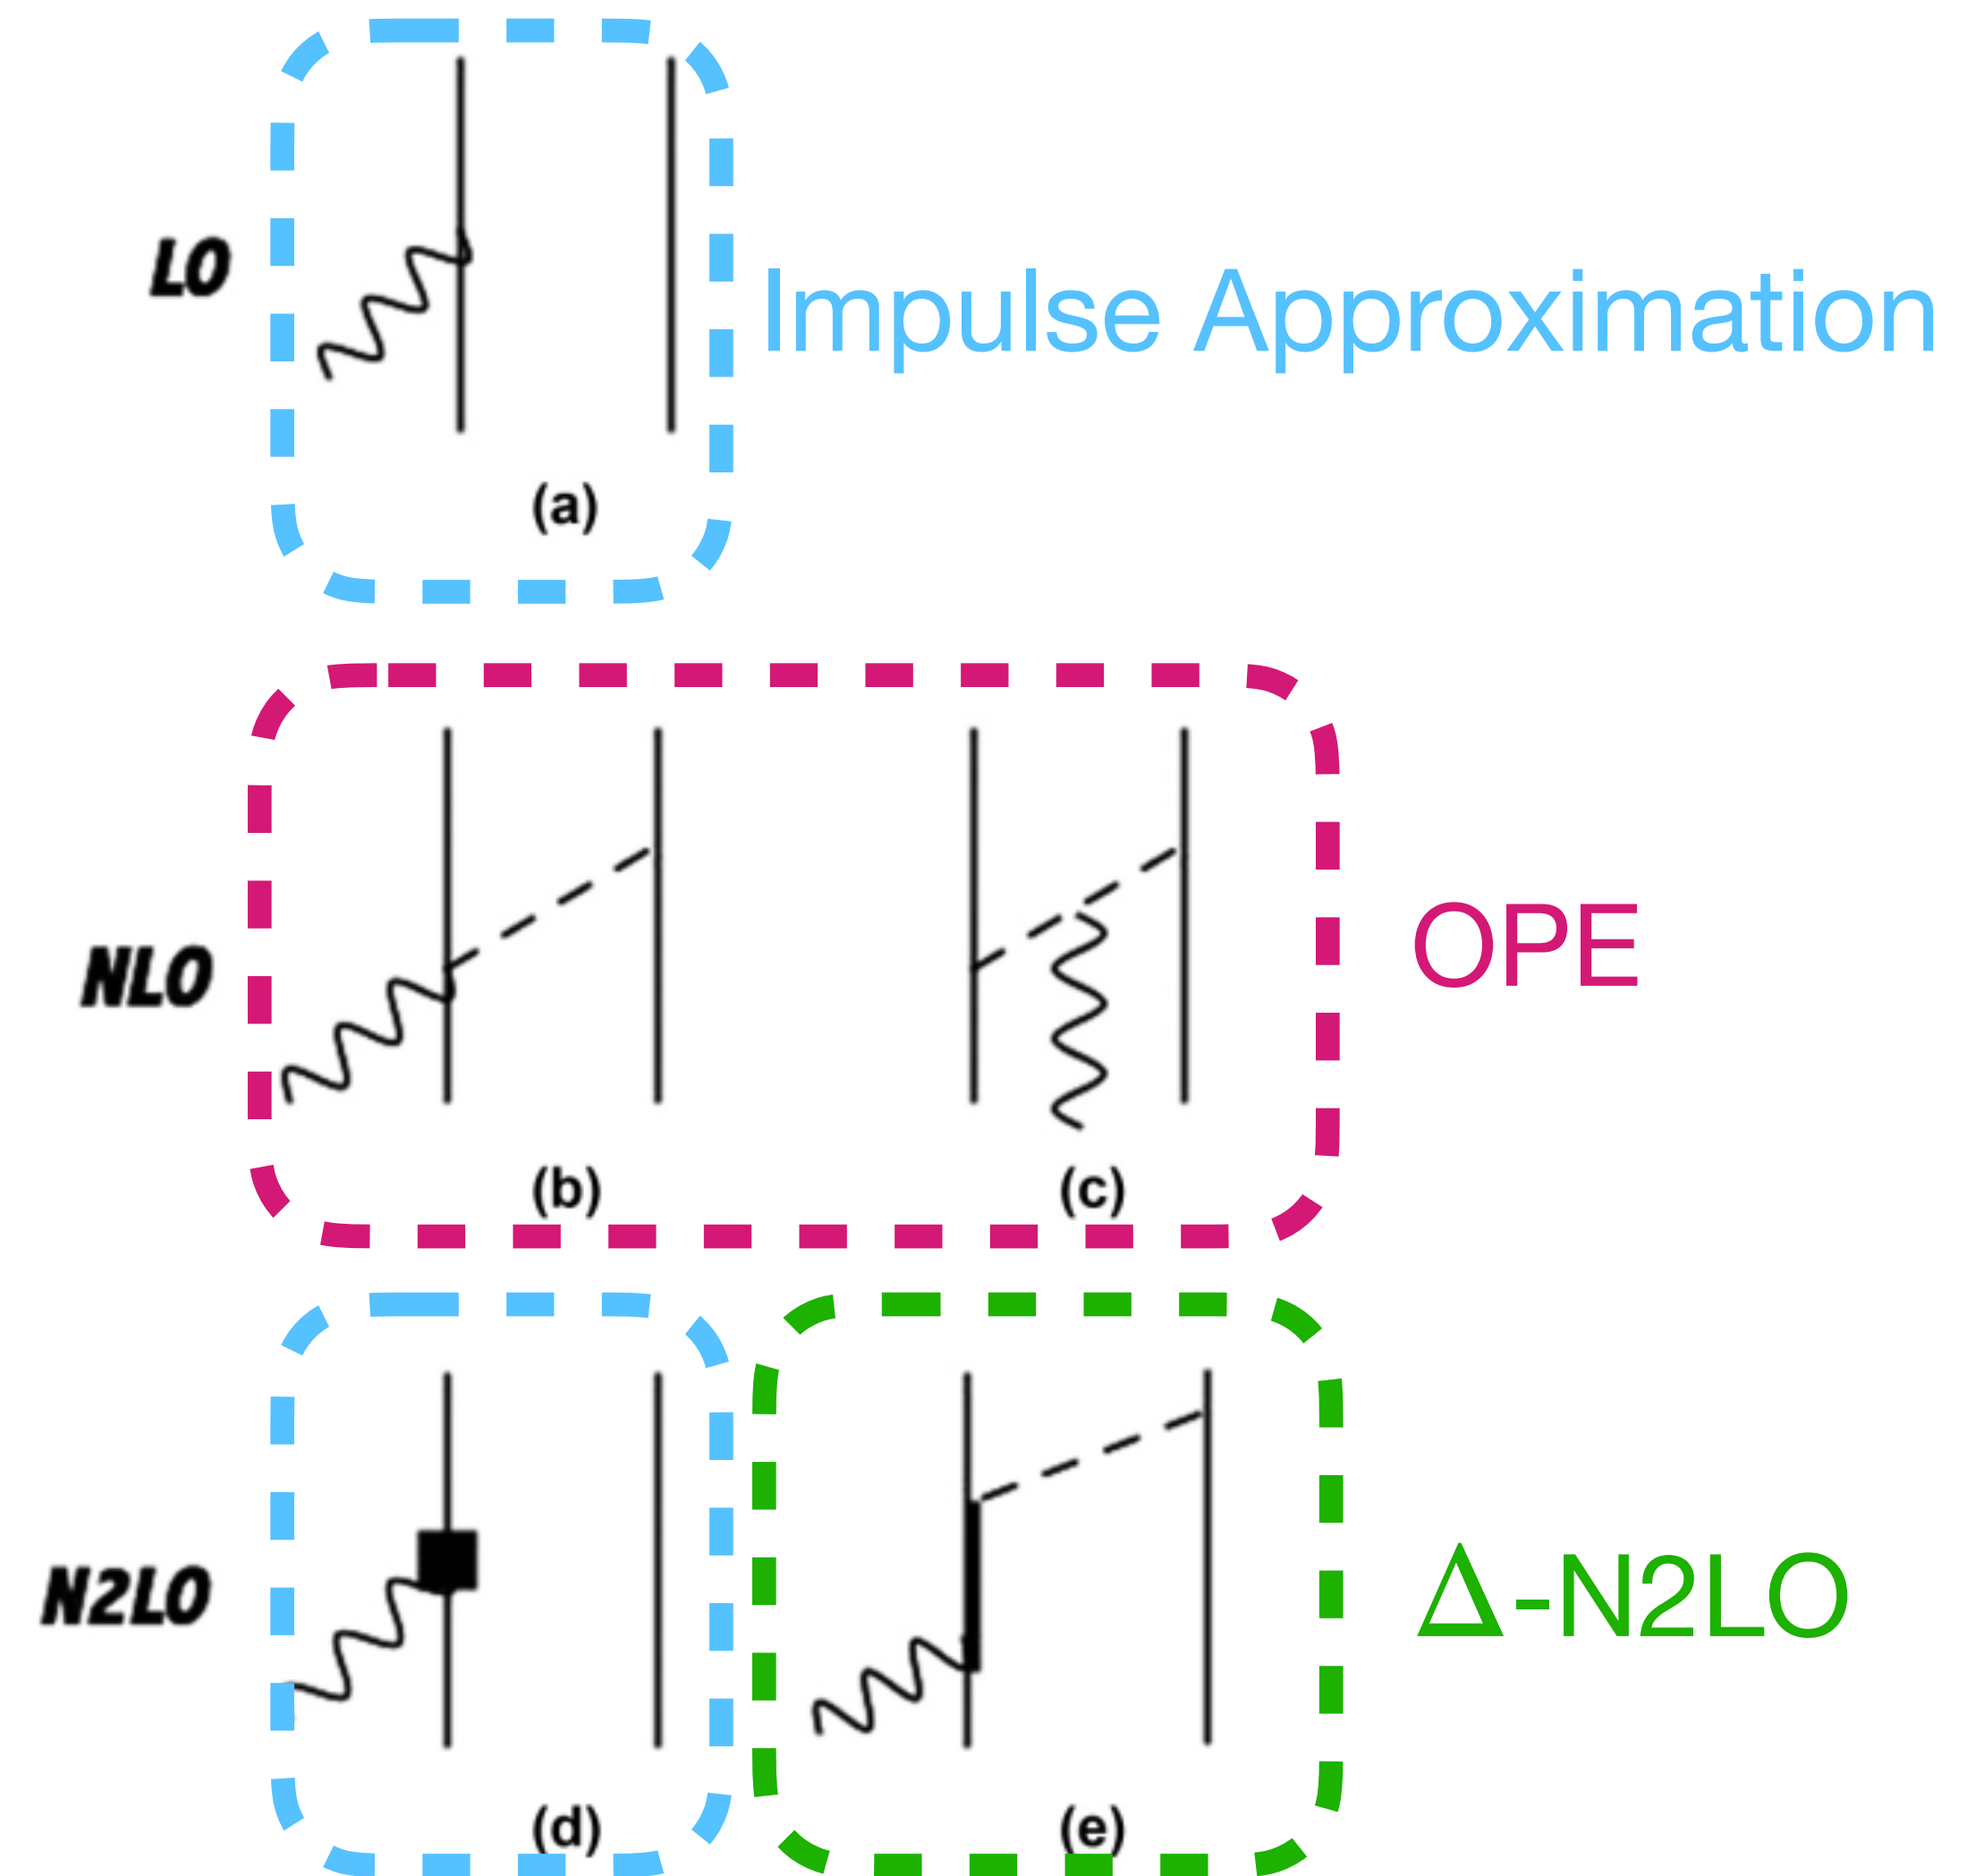 LO
Impulse Approximation
(a)
NLO
OPE
(b)
(c)
N2LO
Δ-N2LO
(d)
(e)